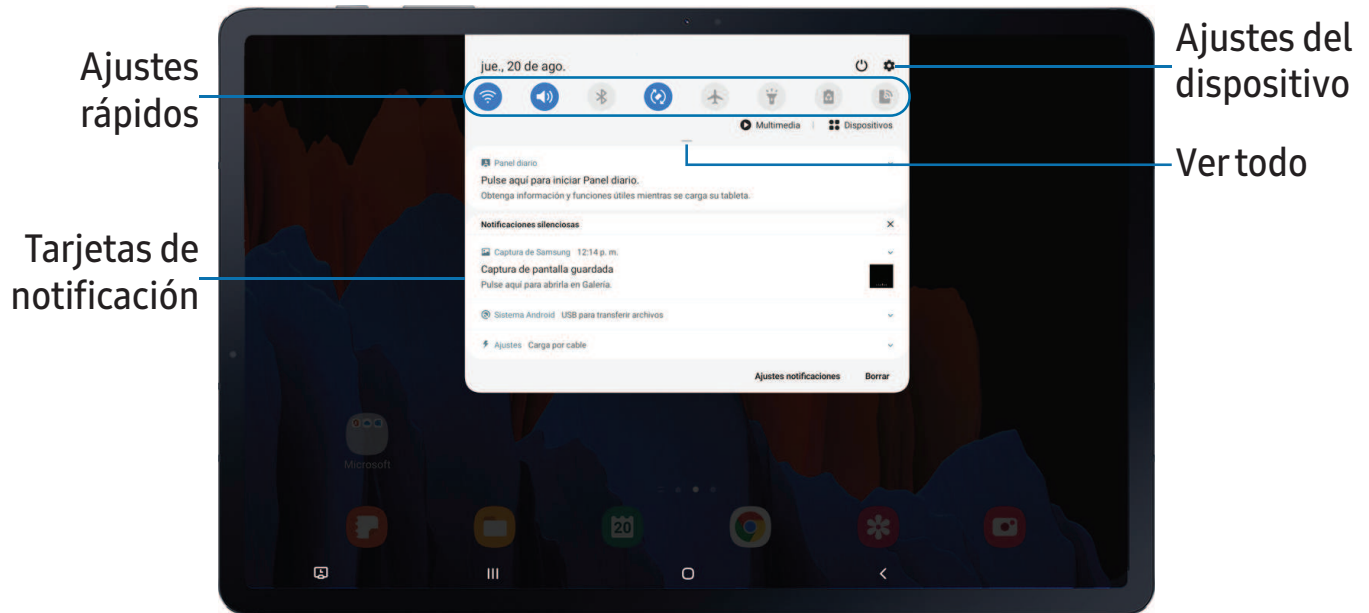 Ajustes
rápidos
Ajustes del
dispositivo
Ver todo
Tarjetas de
notificación
jue., 20 de ago.
Multimedia
Dispositivos
Panel diario
Pulse aquí para iniciar Panel diario.
Obtenga información y funciones útiles mientras se carga su tableta.
Notificaciones silenciosas
Captura de Samsung 12:14 p. m.
Captura de pantalla guardada
Pulse aquí para abrirla en Galería.
Sistema Android USB para transferir archivos
Ajustes Carga por cable
Ajustes notificaciones Borrar
Microsoft
20